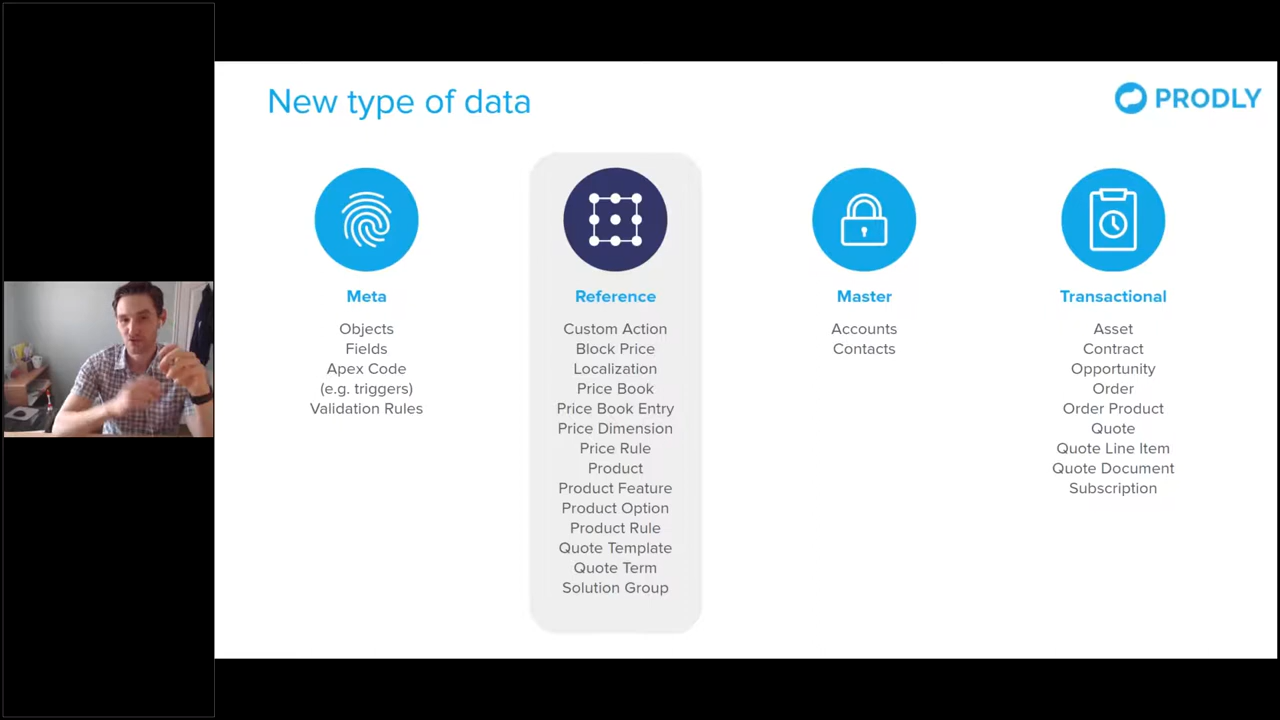 New type of data
PRODLY
Meta
Objects
Fields
Apex Code
(e.g. triggers)
Validation Rules
Reference
Custom Action
Block Price
Localization
Price Book
Price Book Entry
Price Dimension
Price Rule
Product
Product Feature
Product Option
Product Rule
Quote Template
Quote Term
Solution Group
Master
Accounts
Contacts
Transactional
Asset
Contract
Opportunity
Order
Order Product
Quote
Quote Line Item
Quote Document
Subscription